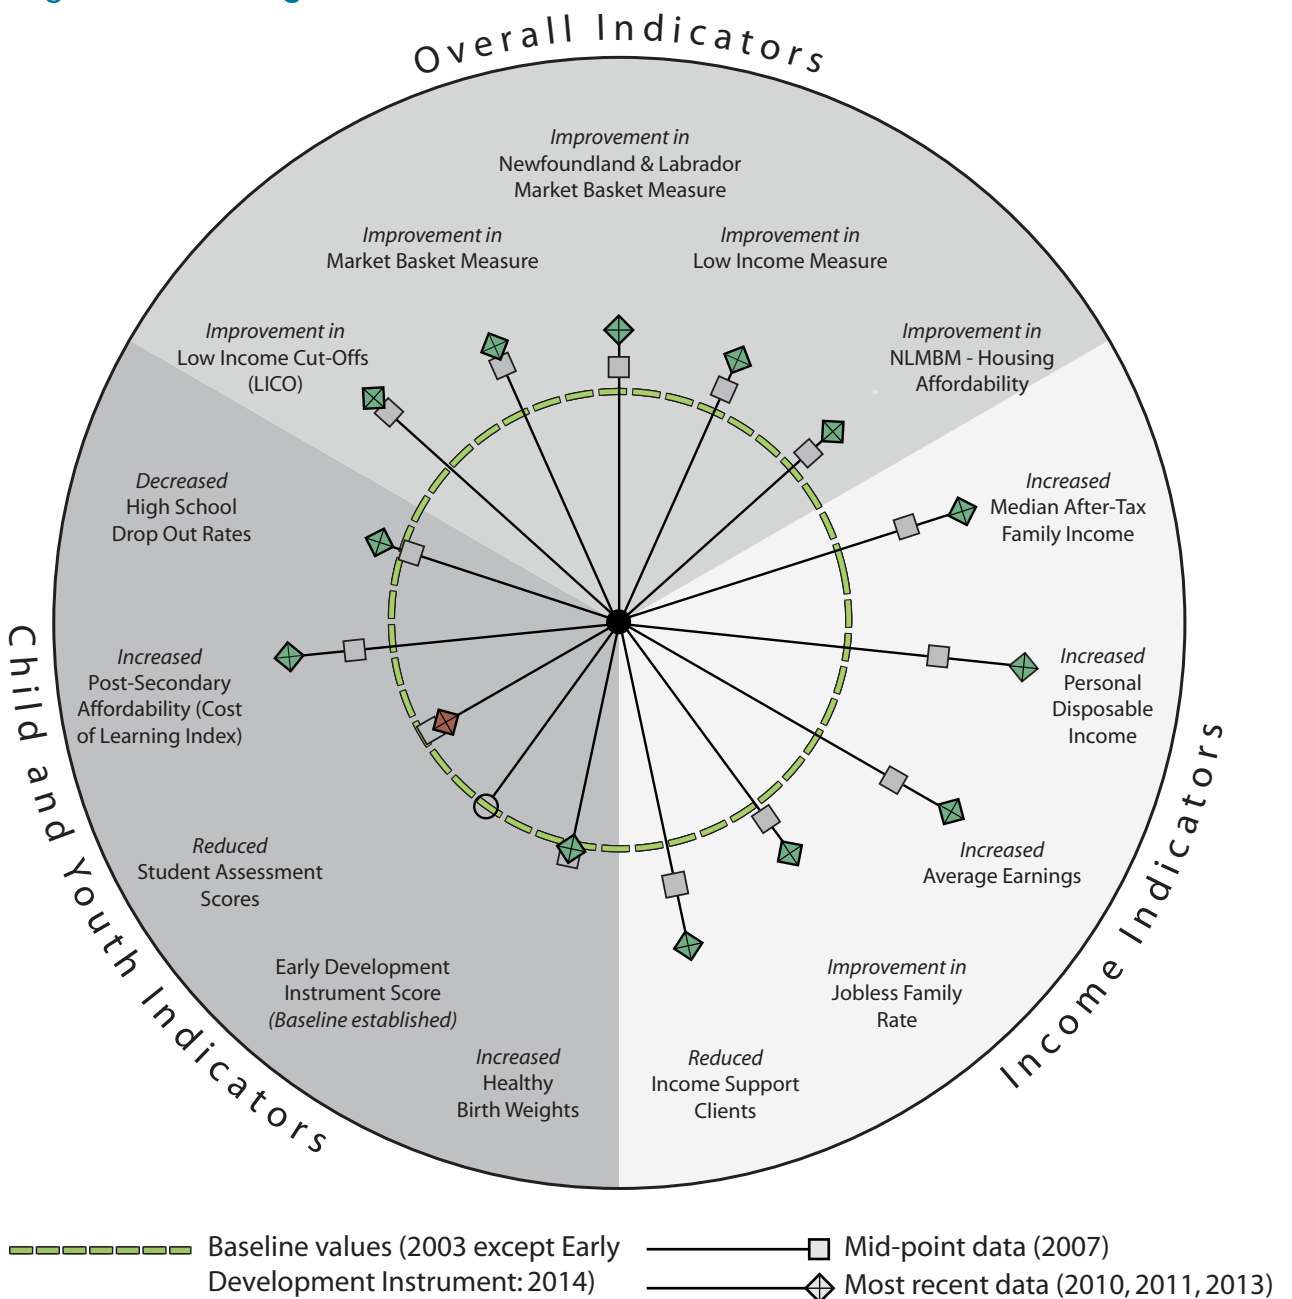 Overall Indicators
Improvement in
Newfoundland & Labrador
Market Basket Measure
Improvement in
Market Basket Measure
Improvement in
Low Income Measure
Improvement in
Low Income Cut-Offs
(LICO)
Improvement in
NLMBM - Housing
Affordability
Decreased
High School
Drop Out Rates
Increased
Median After-Tax
Family Income
Increased
Post-Secondary
Affordability (Cost
of Learning Index)
Increased
Personal
Disposable
Income
Reduced
Student Assessment
Scores
Increased
Average Earnings
Early Development
Instrument Score
(Baseline established)
Improvement in
Jobless Family
Rate
Increased
Healthy
Birth Weights
Reduced
Income Support
Clients
Child and Youth Indicators
Income Indicators
Baseline values (2003 except Early
Development Instrument: 2014)
Mid-point data (2007)
Most recent data (2010, 2011, 2013)